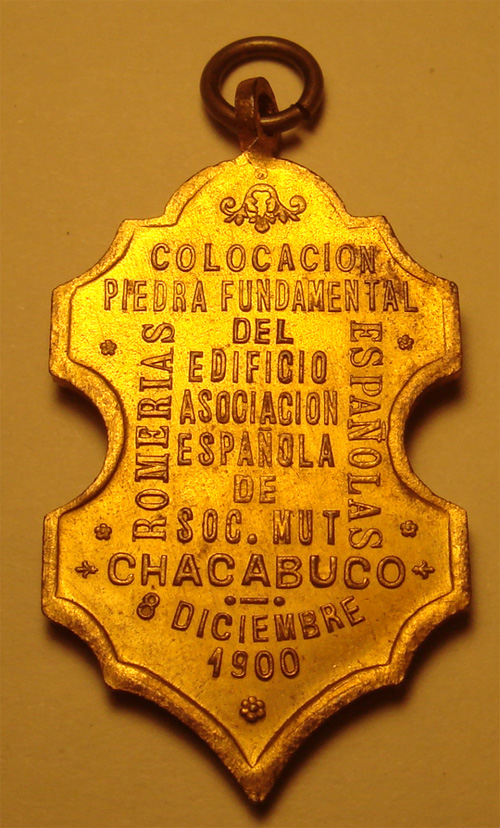 COLOCACION
PIEDRA FUNDAMENTAL
DEL
EDIFICIO
ASOCIACION
ESPAÑOLA
DE
SOC. MUT
ROMERIAS
ESPAÑOLAS
CHACABUCO
8 DICIEMBRE
1900